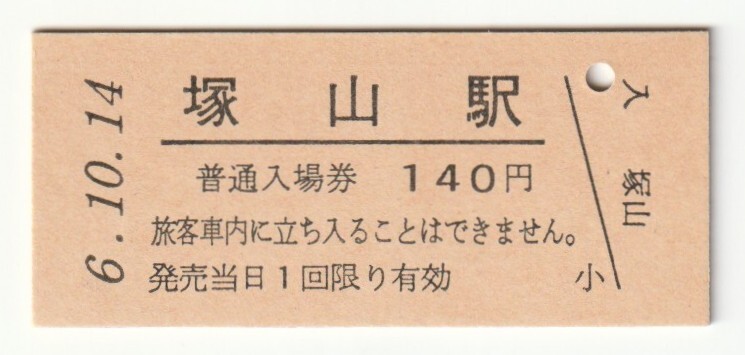 6.10.14
塚山駅
普通入場券 140円
旅客車内に立ち入ることはできません。
発売当日1回限り有効
小
入
塚山